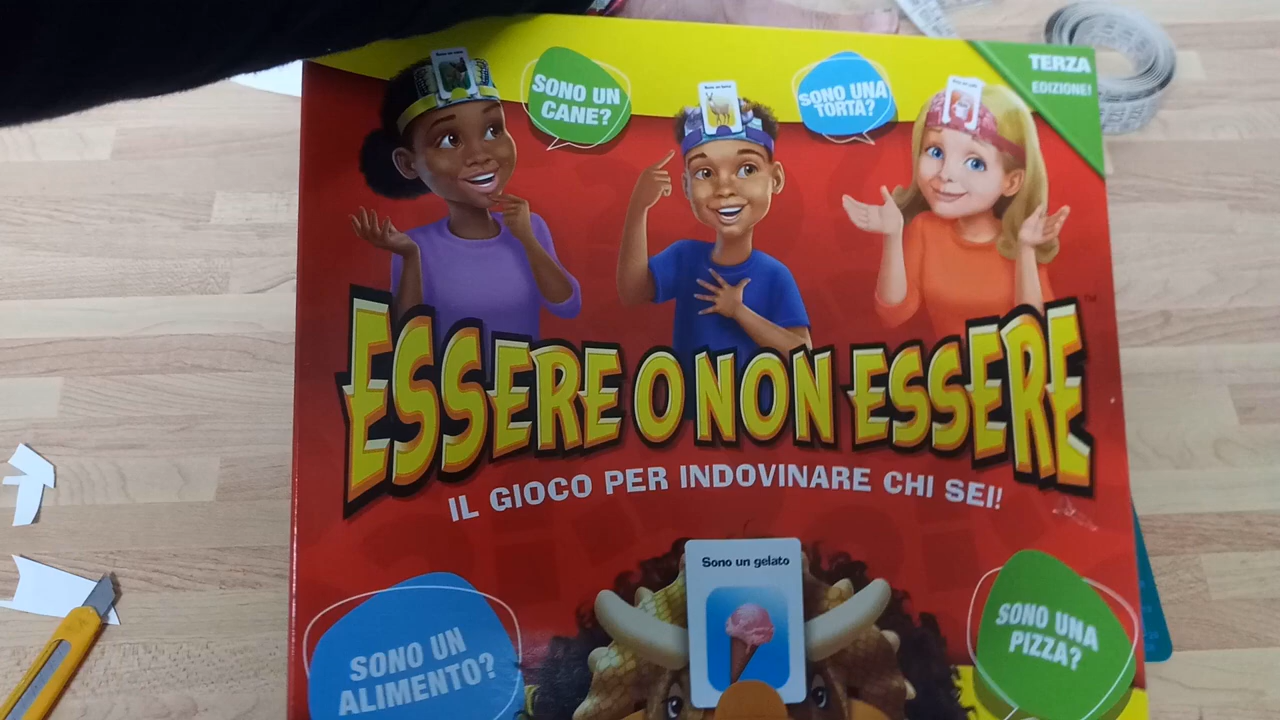 TERZA
EDIZIONE!
SONO UN
CANE?
SONO UNA
TORTA?
ESSERE O NON ESSERE
™
IL GIOCO PER INDOVINARE CHI SEI!
Sono un gelato
SONO UN
ALIMENTO?
SONO UNA
PIZZA?